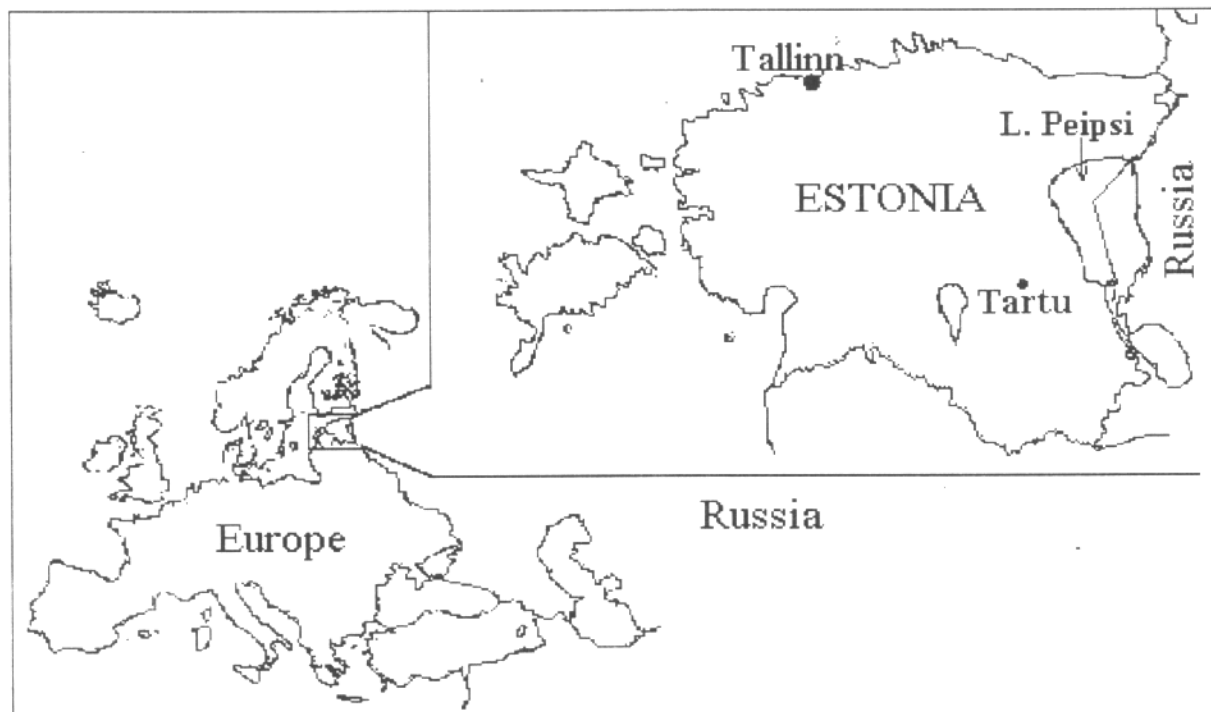 Tallinn
L. Peipsi
ESTONIA
Russia
Tartu
Russia
Europe